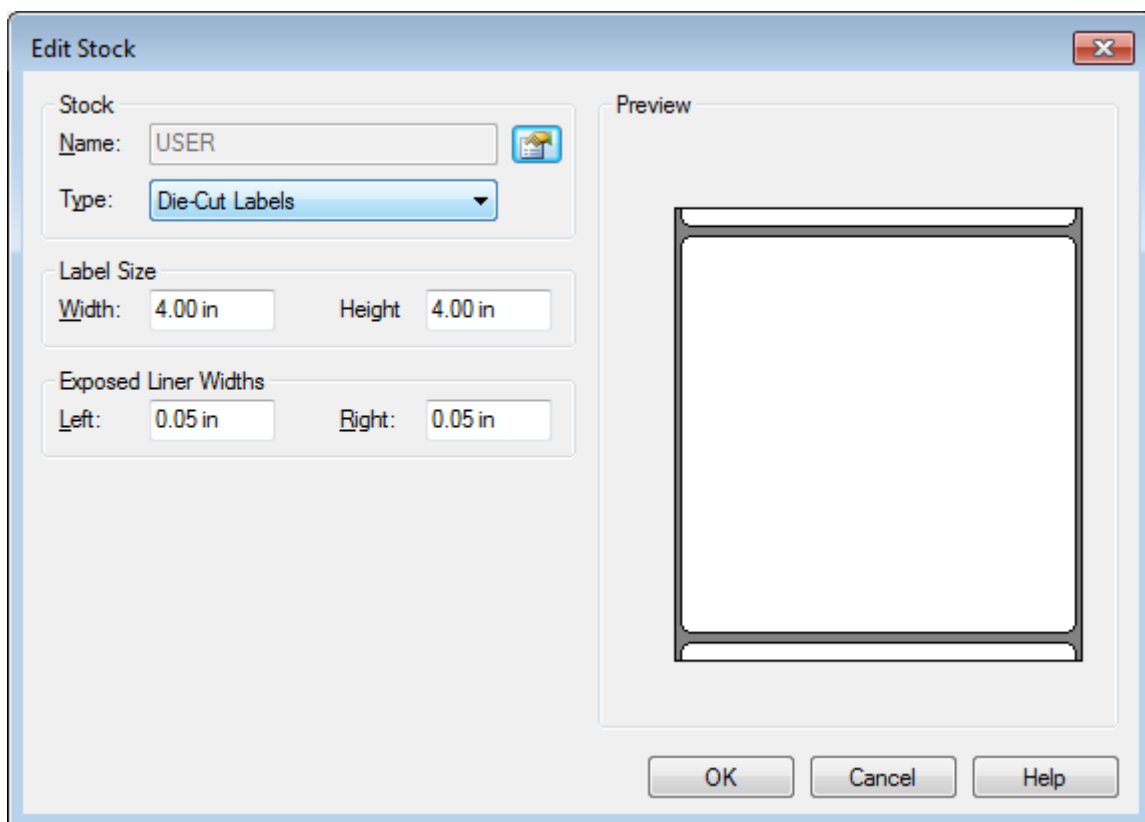 Edit Stock
Stock
Name: USER
Type: Die-Cut Labels
Label Size
Width: 4.00 in Height 4.00 in
Exposed Liner Widths
Left: 0.05 in Right: 0.05 in
Preview
OK Cancel Help